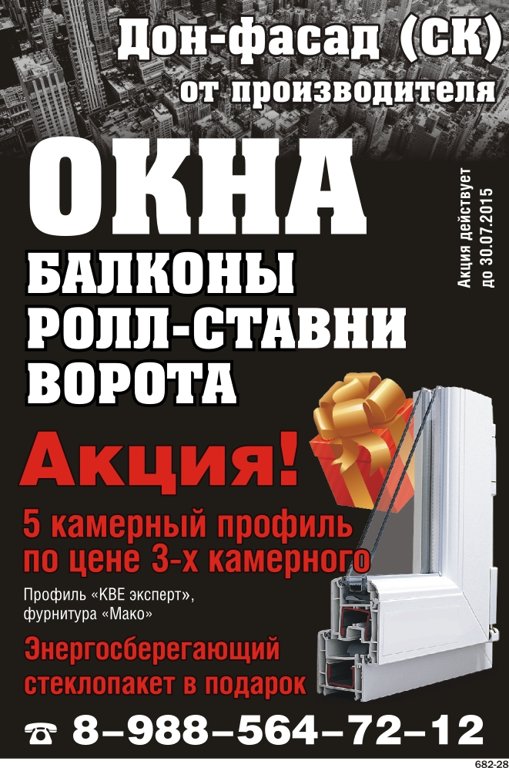 Дон-фасад (СК)
от производителя
ОКНА
Акция действует
до 30.07.2015
БАЛКОНЫ
РОЛЛ-СТАВНИ
ВОРОТА
Акция!
5 камерный профиль
по цене 3-х камерного
Профиль «КВЕ эксперт»,
фурнитура «Мако»
Энергосберегающий
стеклопакет в подарок
☎ 8–988–564–72–12
682-28